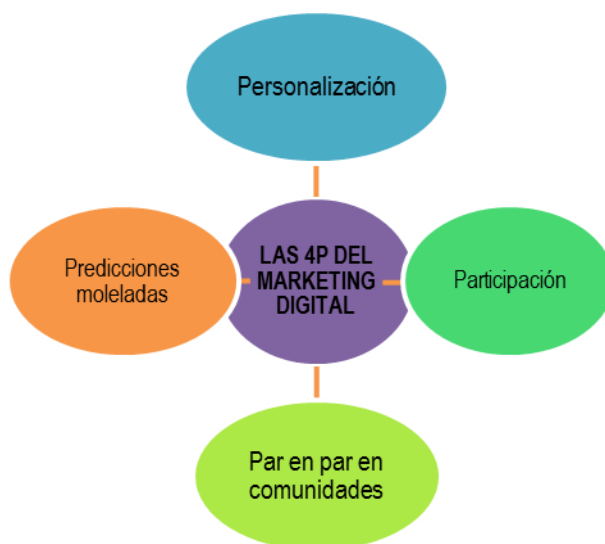 Personalización
LAS 4P DEL
MARKETING
DIGITAL
Predicciones
moleladas
Participación
Par en par en
comunidades